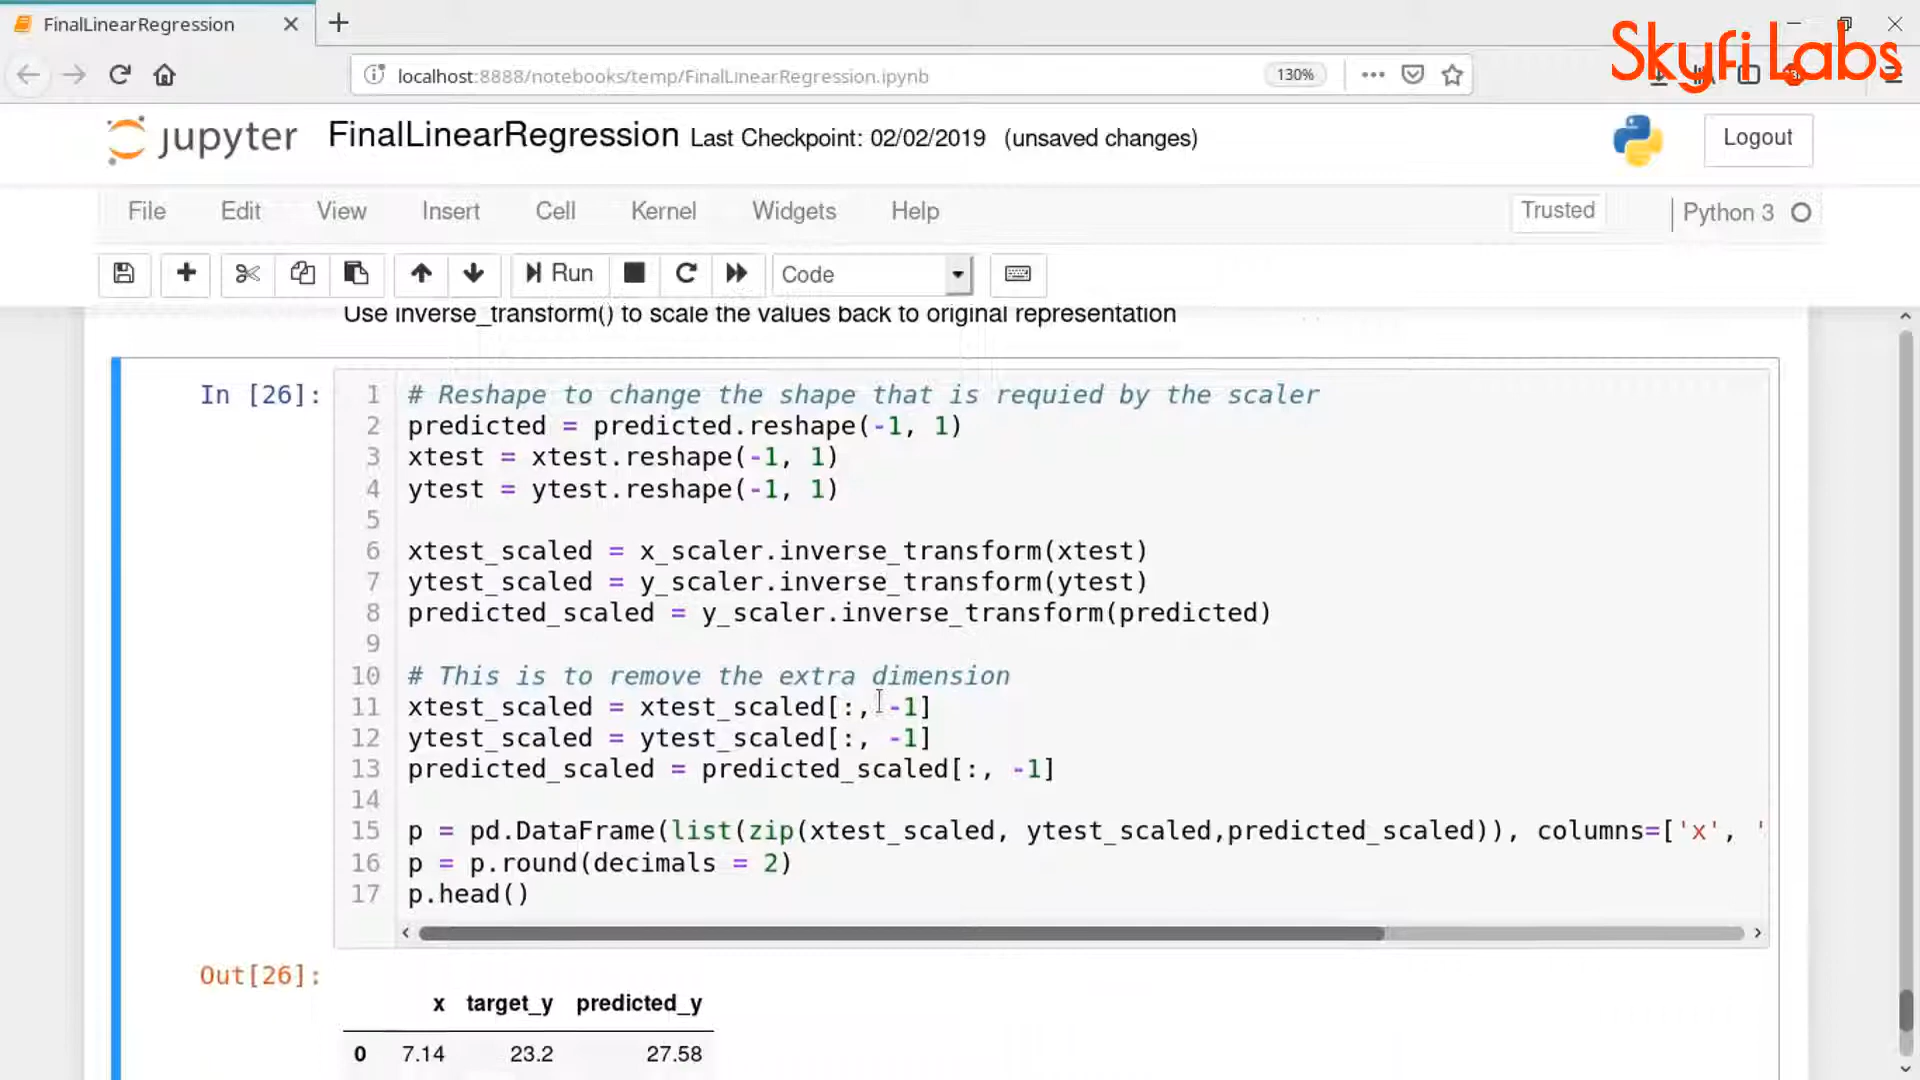 FinalLinearRegression
Skyfi Labs
localhost:8888/notebooks/temp/FinalLinearRegression.ipynb
130%
jupyter
FinalLinearRegression Last Checkpoint: 02/02/2019 (unsaved changes)
Logout
File Edit View Insert Cell Kernel Widgets Help
Trusted
Python 3
Run
Code
Use inverse_transform() to scale the values back to original representation
In [26]:
1 # Reshape to change the shape that is requied by the scaler
2 predicted = predicted.reshape(-1, 1)
3 xtest = xtest.reshape(-1, 1)
4 ytest = ytest.reshape(-1, 1)
5
6 xtest_scaled = x_scaler.inverse_transform(xtest)
7 ytest_scaled = y_scaler.inverse_transform(ytest)
8 predicted_scaled = y_scaler.inverse_transform(predicted)
9
10 # This is to remove the extra dimension
11 xtest_scaled = xtest_scaled[:, -1]
12 ytest_scaled = ytest_scaled[:, -1]
13 predicted_scaled = predicted_scaled[:, -1]
14
15 p = pd.DataFrame(list(zip(xtest_scaled, ytest_scaled,predicted_scaled)), columns=['x', '
16 p = p.round(decimals = 2)
17 p.head()
Out[26]:
x target_y predicted_y
0 7.14 23.2 27.58